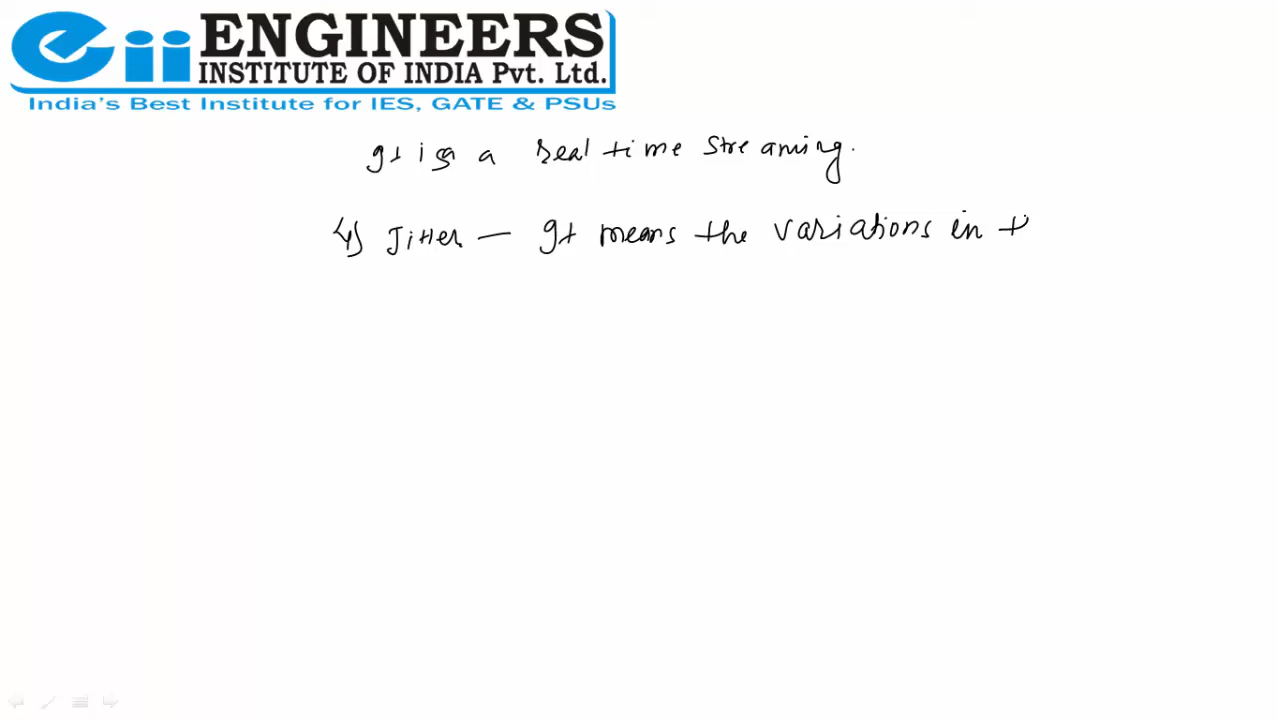 eii ENGINEERS
INSTITUTE OF INDIA Pvt. Ltd.
India's Best Institute for IES, GATE & PSUs
It is a real time streaming.
4) Jitter — It means the variations in t